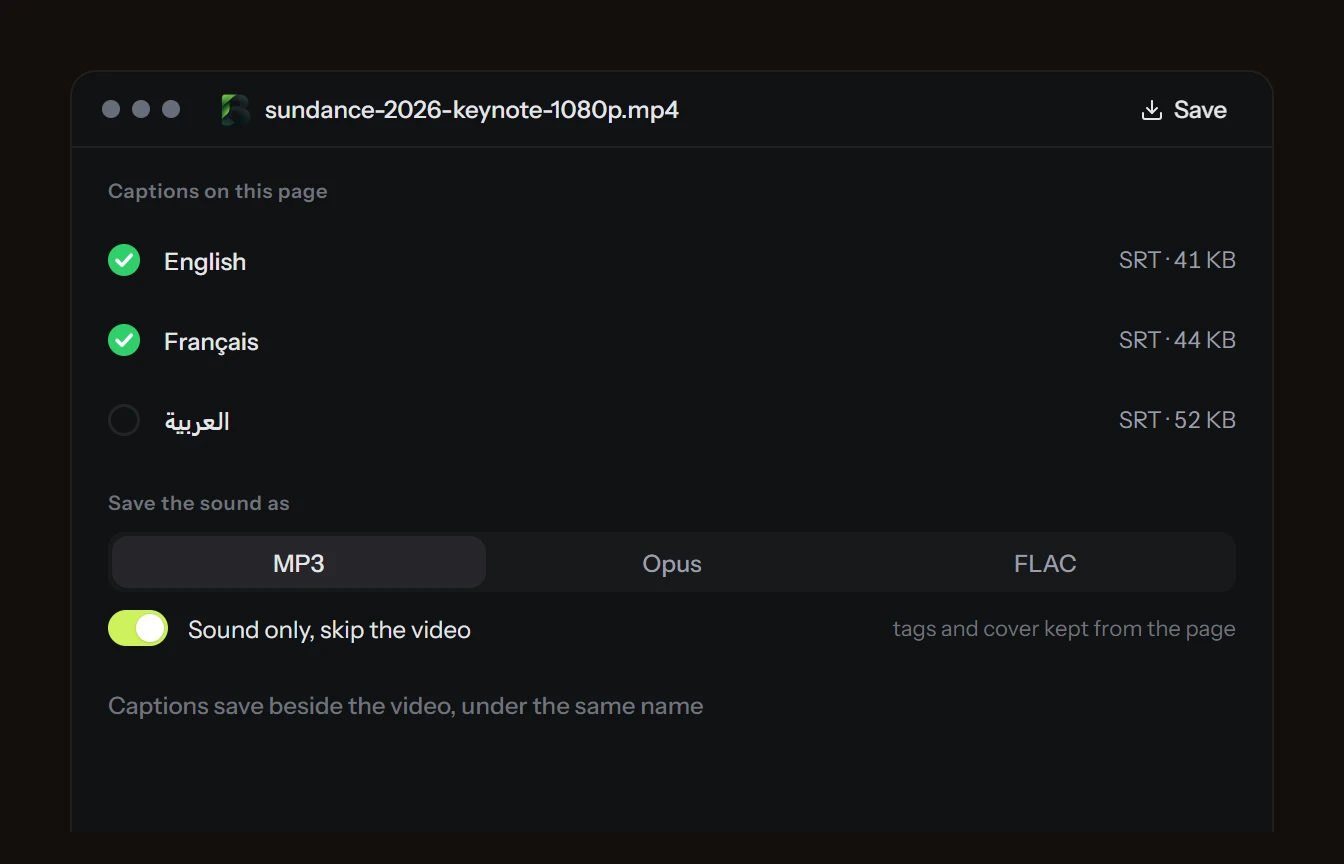 sundance-2026-keynote-1080p.mp4
Save
Captions on this page
English
SRT · 41 KB
Français
SRT · 44 KB
العربية
SRT · 52 KB
Save the sound as
MP3
Opus
FLAC
Sound only, skip the video
tags and cover kept from the page
Captions save beside the video, under the same name